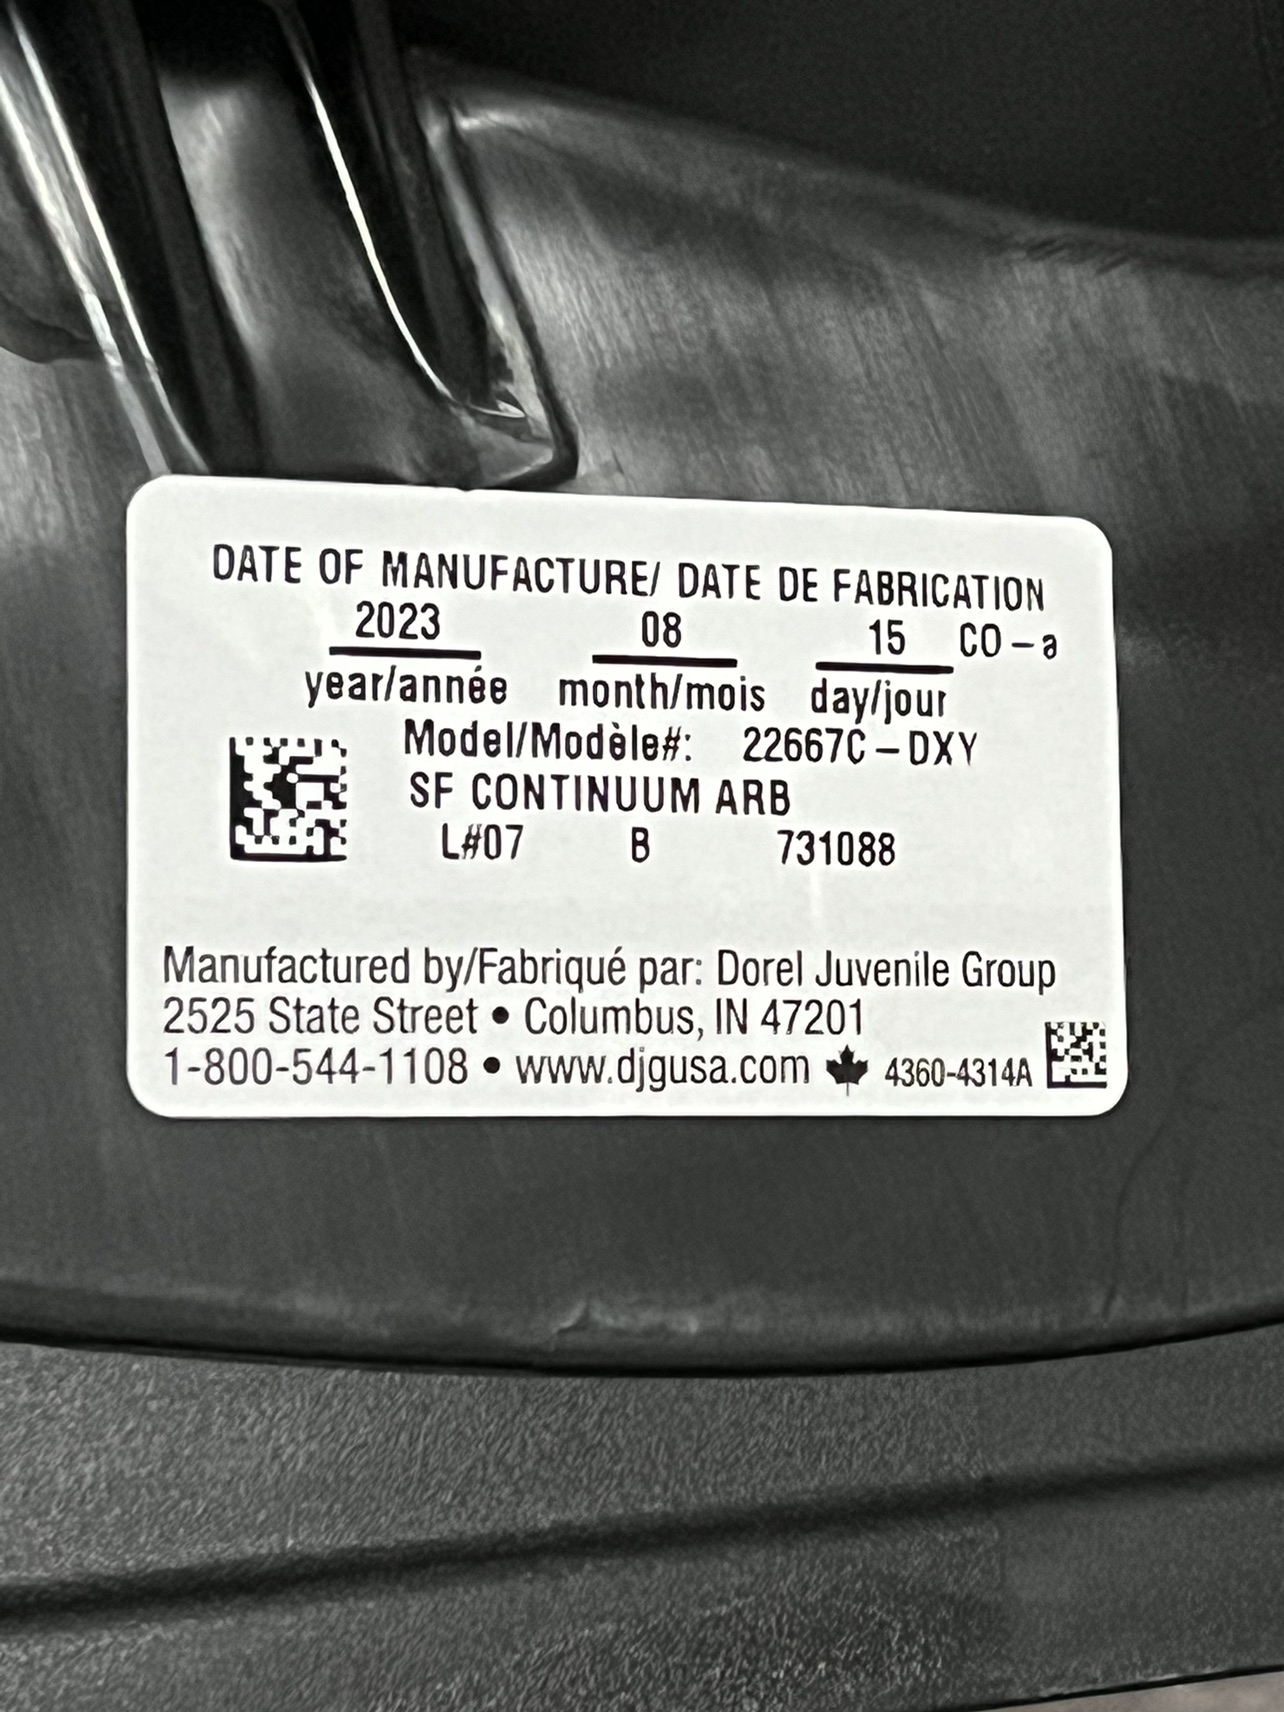 DATE OF MANUFACTURE/ DATE DE FABRICATION
2023 08 15 CO-a
year/année month/mois day/jour
Model/Modèle#: 22667C-DXY
SF CONTINUUM ARB
L#07 B 731088
Manufactured by/Fabriqué par: Dorel Juvenile Group
2525 State Street • Columbus, IN 47201
1-800-544-1108 • www.djgusa.com 4360-4314A